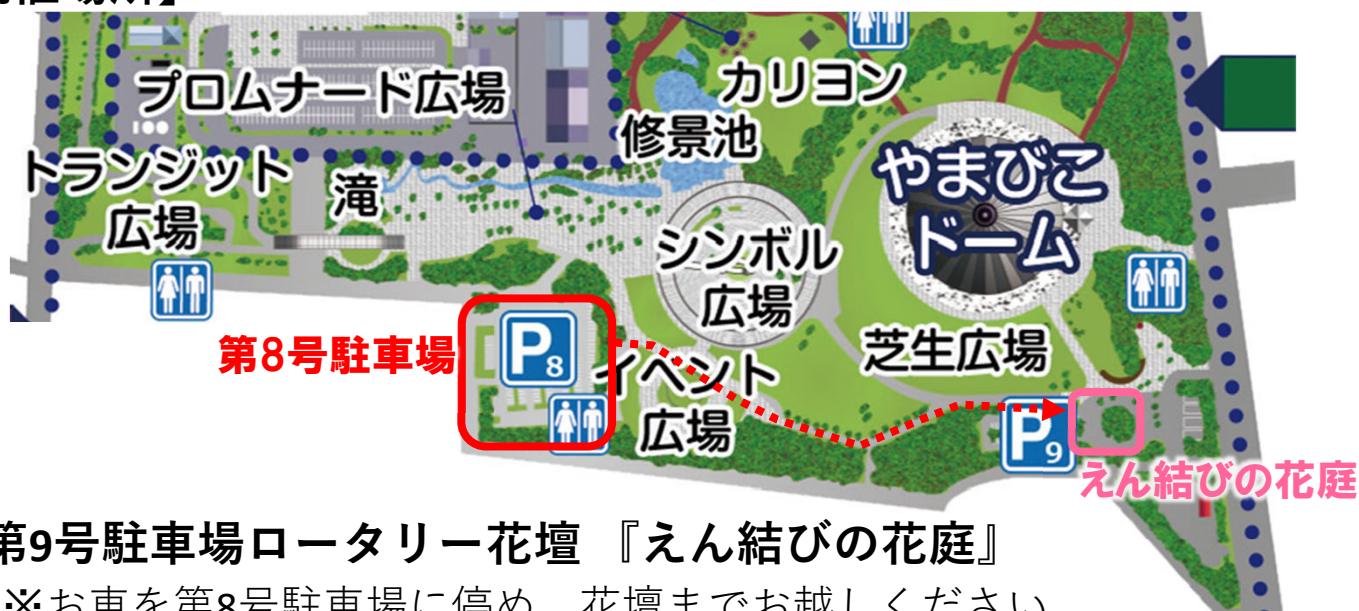 場所】
プロムナード広場
カリヨン
修景池
トランジット
広場
滝
やまびこ
ドーム
シンボル
広場
第8号駐車場
P8
イベント
広場
芝生広場
P9
えん結びの花庭
第9号駐車場ロータリー花壇 『えん結びの花庭』
※お車を第8号駐車場に停め、花壇までお越しください